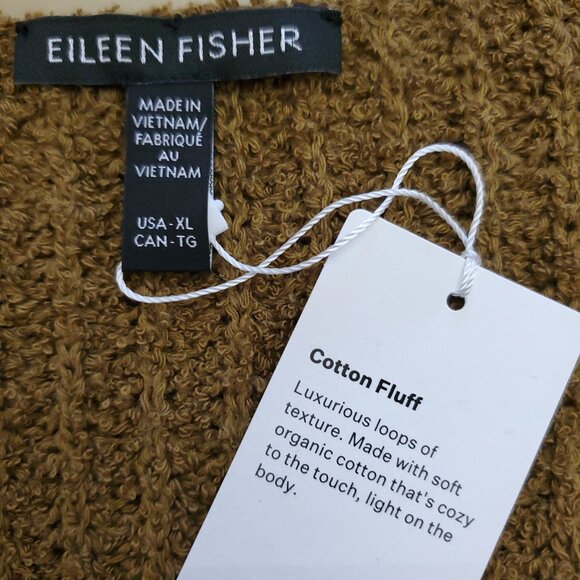 EILEEN FISHER
MADE IN
VIETNAM/
FABRIQUÉ
AU
VIETNAM
USA-XL
CAN-TG
Cotton Fluff
Luxurious loops of
texture. Made with soft
organic cotton that's cozy
to the touch, light on the
body.